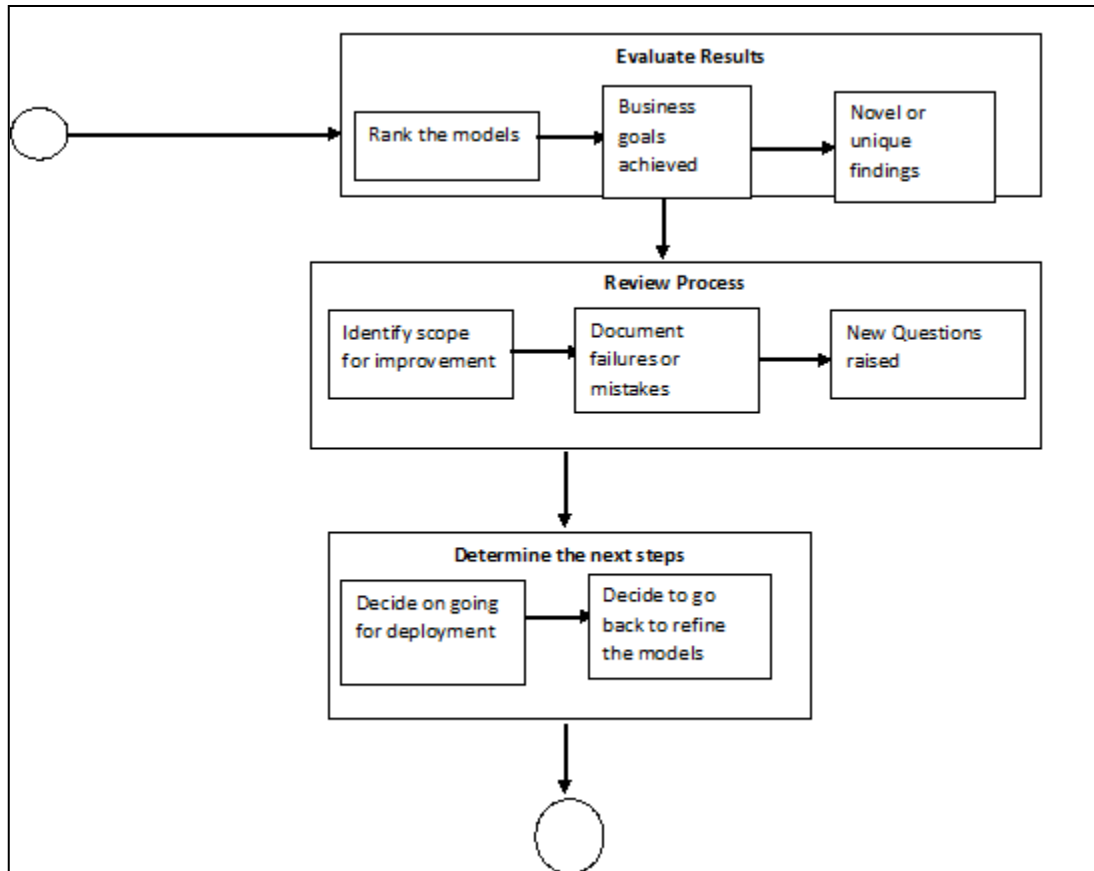 Evaluate Results
Rank the models
Business
goals
achieved
Novel or
unique
findings
Review Process
Identify scope
for improvement
Document
failures or
mistakes
New Questions
raised
Determine the next steps
Decide on going
for deployment
Decide to go
back to refine
the models